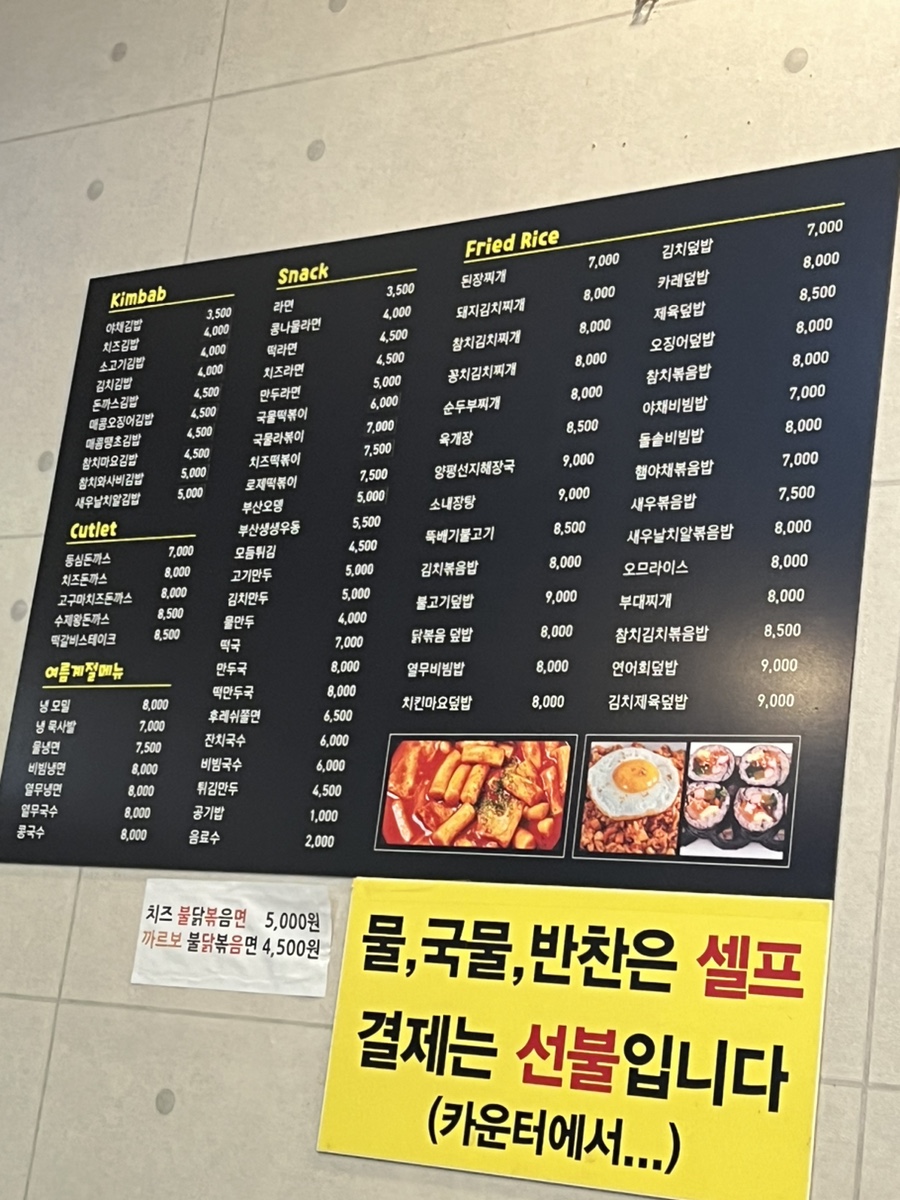 Kimbab
야채김밥 3,500
치즈김밥 4,000
소고기김밥 4,000
김치김밥 4,000
돈까스김밥 4,500
매콤오징어김밥 4,500
매콤땡초김밥 4,500
참치마요김밥 4,500
참치와사비김밥 5,000
새우날치알김밥 5,000
Cutlet
등심돈까스 7,000
치즈돈까스 8,000
고구마치즈돈까스 8,000
수제왕돈까스 8,500
떡갈비스테이크 8,500
여름계절메뉴
냉 모밀 8,000
냉 묵사발 7,000
물냉면 7,500
비빔냉면 8,000
열무냉면 8,000
열무국수 8,000
콩국수 8,000
Snack
라면 3,500
콩나물라면 4,000
떡라면 4,500
치즈라면 4,500
만두라면 5,000
국물떡볶이 6,000
국물라볶이 7,000
치즈떡볶이 7,500
로제떡볶이 7,500
부산오뎅 5,000
부산생생우동 5,500
모듬튀김 4,500
고기만두 5,000
김치만두 5,000
물만두 4,000
떡국 7,000
만두국 8,000
떡만두국 8,000
후레쉬쫄면 6,500
잔치국수 6,000
비빔국수 6,000
튀김만두 4,500
공기밥 1,000
음료수 2,000
Fried Rice
된장찌개 7,000
돼지김치찌개 8,000
참치김치찌개 8,000
꽁치김치찌개 8,000
순두부찌개 8,000
육개장 8,500
양평선지해장국 9,000
소내장탕 9,000
뚝배기불고기 8,500
김치볶음밥 8,000
불고기덮밥 9,000
닭볶음 덮밥 8,000
열무비빔밥 8,000
치킨마요덮밥 8,000
김치덮밥 7,000
카레덮밥 8,000
제육덮밥 8,500
오징어덮밥 8,000
참치볶음밥 8,000
야채비빔밥 7,000
돌솥비빔밥 8,000
햄야채볶음밥 7,000
새우볶음밥 7,500
새우날치알볶음밥 8,000
오므라이스 8,000
부대찌개 8,000
참치김치볶음밥 8,500
연어회덮밥 9,000
김치제육덮밥 9,000
치즈 불닭볶음면 5,000원
까르보 불닭볶음면 4,500원
물,국물,반찬은 셀프
결제는 선불입니다
(카운터에서...)